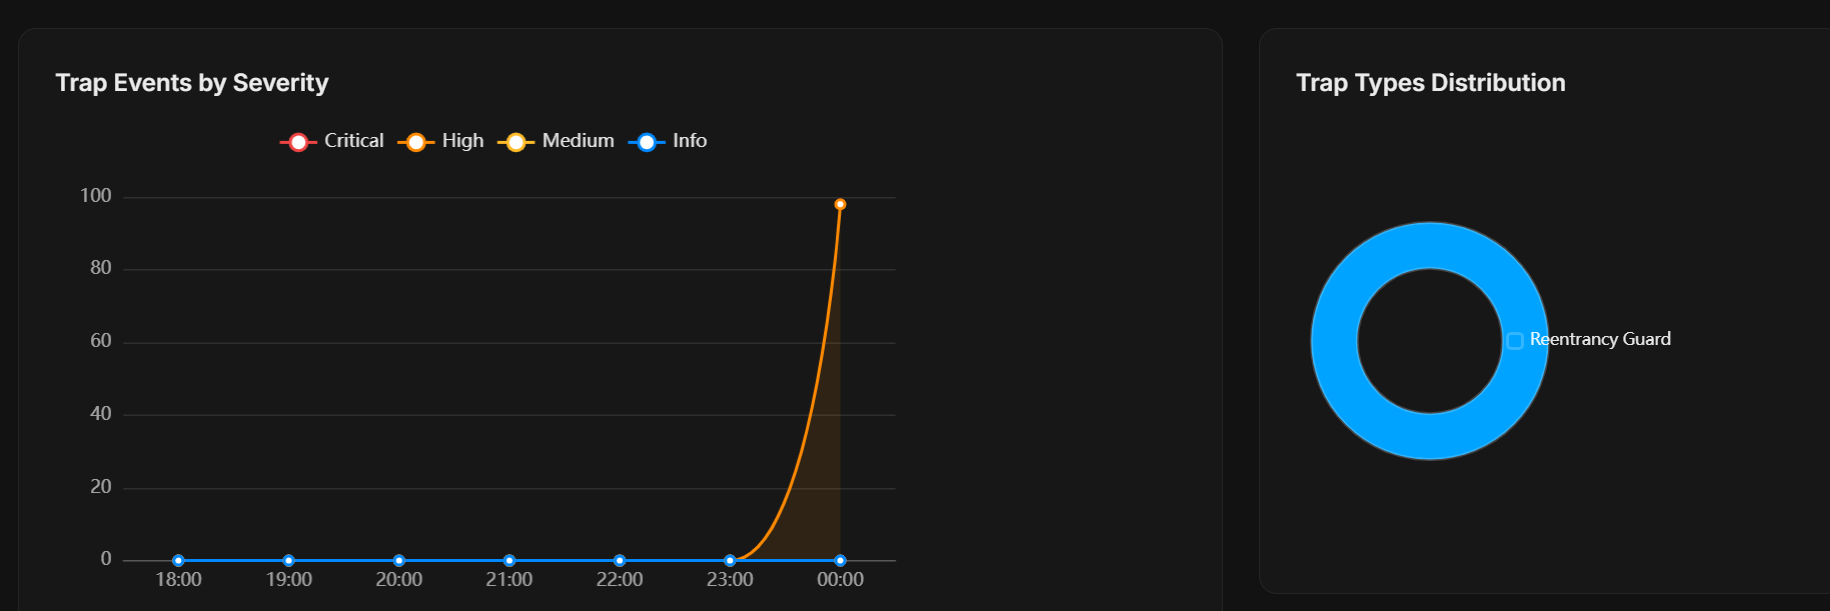 Trap Events by Severity
Critical High Medium Info
100
80
60
40
20
0
18:00 19:00 20:00 21:00 22:00 23:00 00:00
Trap Types Distribution
Reentrancy Guard